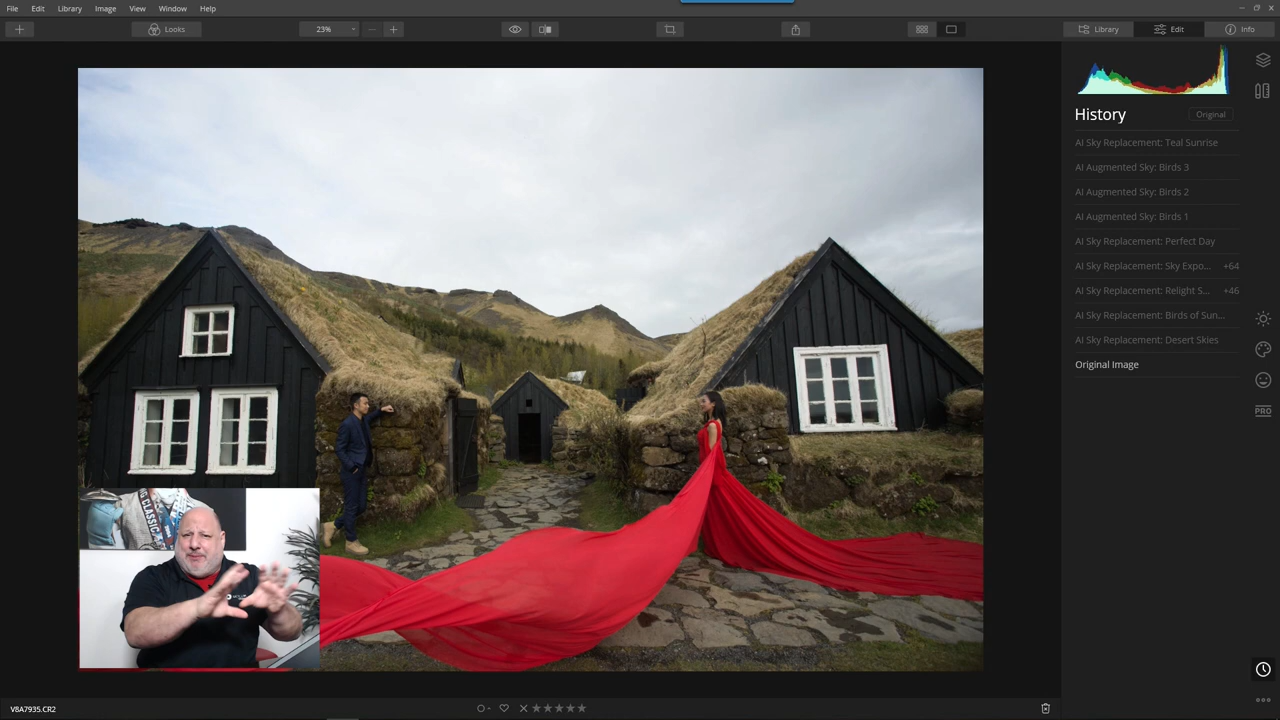 File Edit Library Image View Window Help
Looks 23% Library Edit Info
History Original
AI Sky Replacement: Teal Sunrise
AI Augmented Sky: Birds 3
AI Augmented Sky: Birds 2
AI Augmented Sky: Birds 1
AI Sky Replacement: Perfect Day
AI Sky Replacement: Sky Expo... +64
AI Sky Replacement: Relight S... +46
AI Sky Replacement: Birds of Sun...
AI Sky Replacement: Desert Skies
Original Image
PRO
V8A7935.CR2